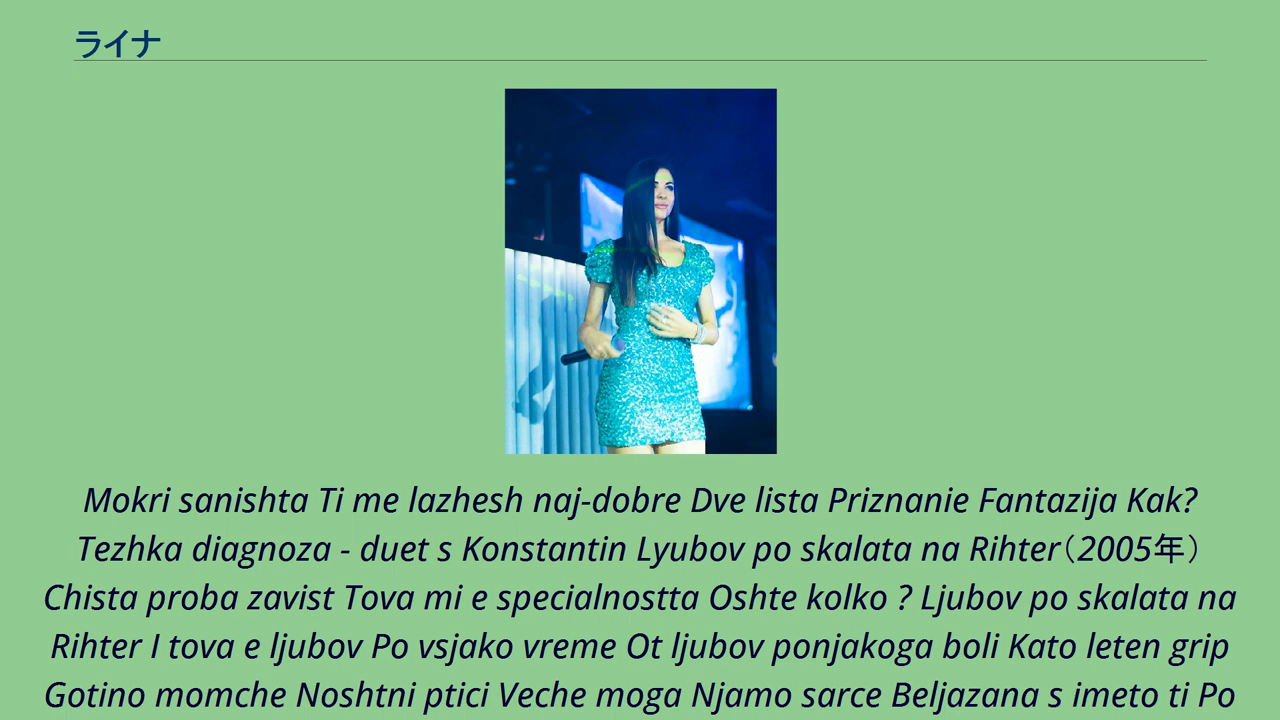 ライナ
Mokri sanishta Ti me lazhesh naj-dobre Dve lista Priznanie Fantazija Kak?
Tezhka diagnoza - duet s Konstantin Lyubov po skalata na Rihter（2005年）
Chista proba zavist Tova mi e specialnostta Oshte kolko ? Ljubov po skalata na
Rihter I tova e ljubov Po vsjako vreme Ot ljubov ponjakoga boli Kato leten grip
Gotino momche Noshtni ptici Veche moga Njamo sarce Beljazana s imeto ti Po